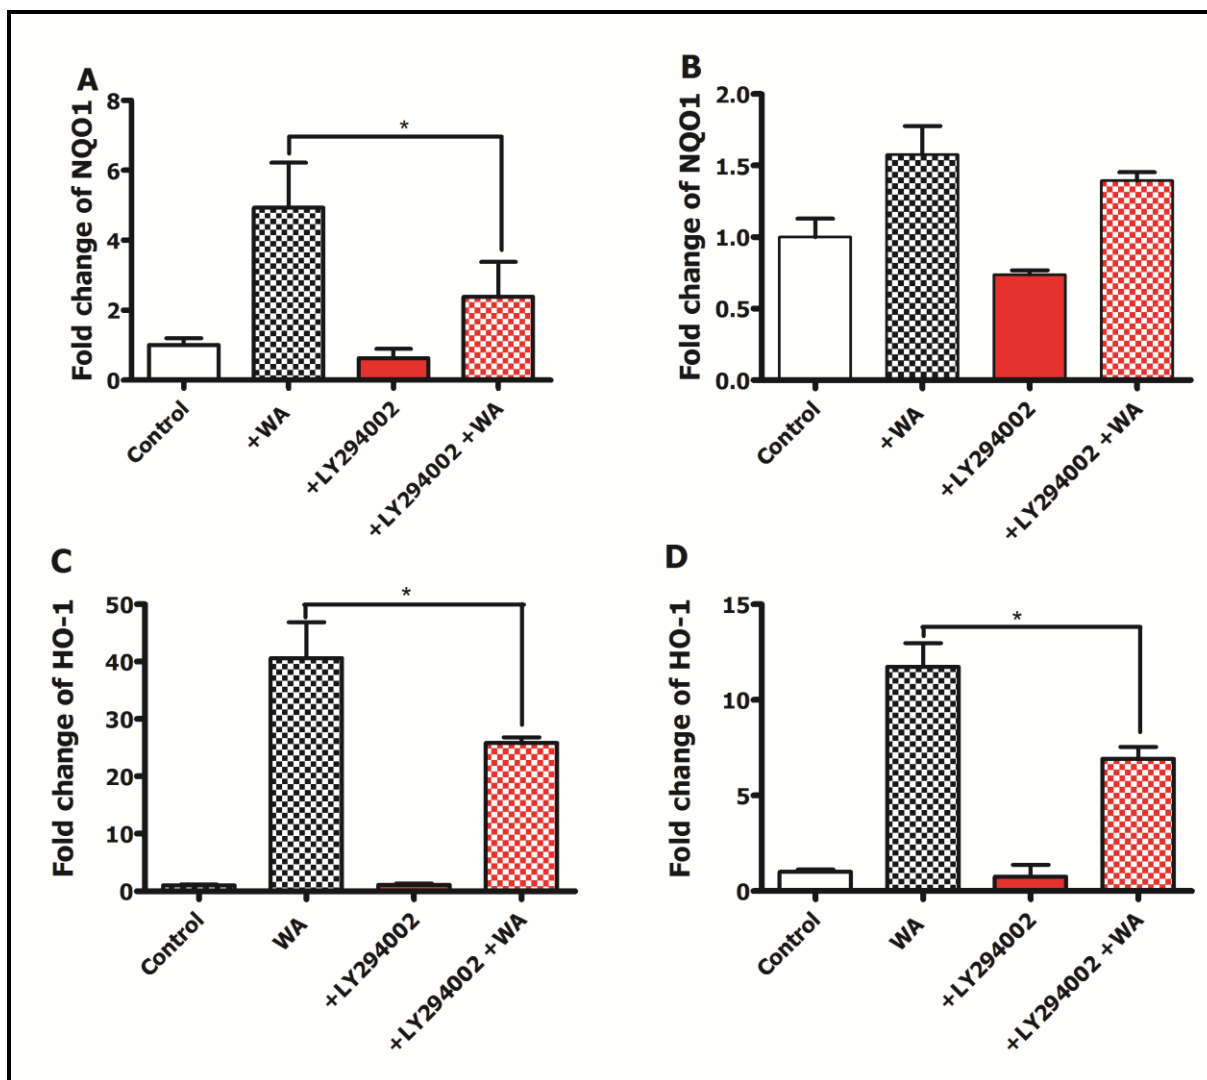 A
Fold change of NQO1
8
6
4
2
0
*
Control
+WA
+LY294002
+LY294002 +WA
B
Fold change of NQO1
2.0
1.5
1.0
0.5
0.0
Control
+WA
+LY294002
+LY294002 +WA
C
Fold change of HO-1
50
40
30
20
10
0
*
Control
WA
+LY294002
+LY294002 +WA
D
Fold change of HO-1
15
10
5
0
*
Control
WA
+LY294002
+LY294002 +WA